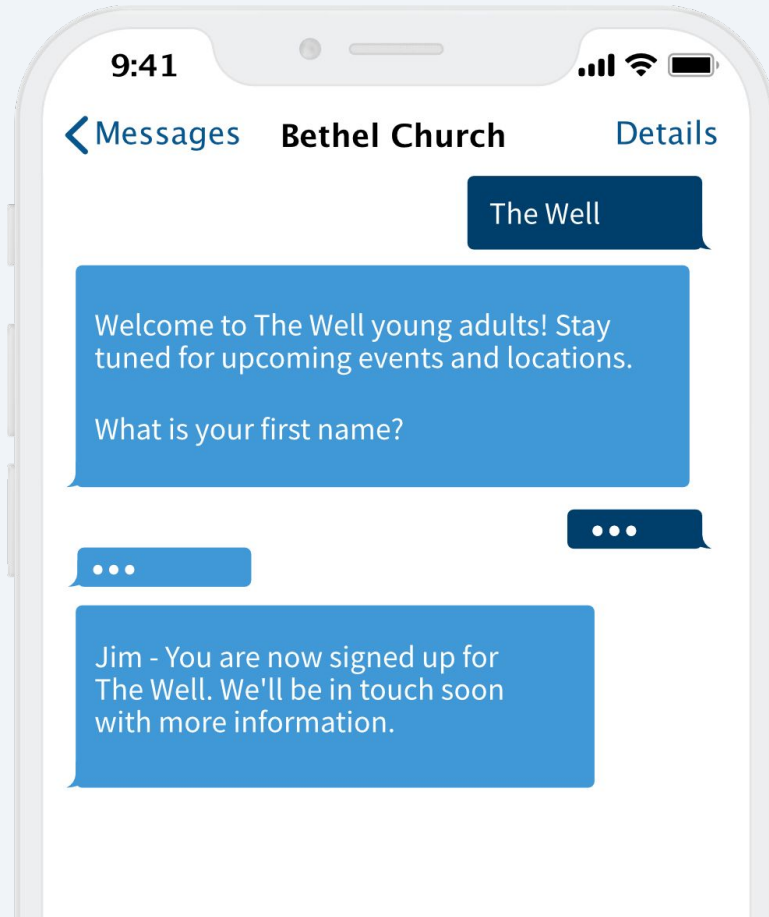 9:41
Messages Bethel Church Details
The Well
Welcome to The Well young adults! Stay
tuned for upcoming events and locations.
What is your first name?
•••
•••
Jim - You are now signed up for
The Well. We'll be in touch soon
with more information.